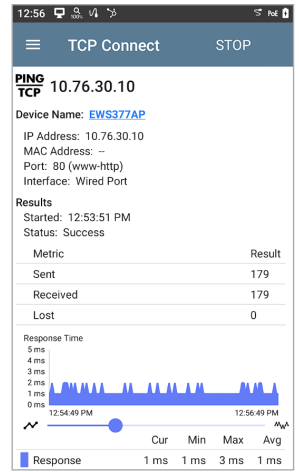 12:56 100% PoE
TCP Connect STOP
PING
TCP 10.76.30.10
Device Name: EWS377AP
IP Address: 10.76.30.10
MAC Address: --
Port: 80 (www-http)
Interface: Wired Port
Results
Started: 12:53:51 PM
Status: Success
Metric Result
Sent 179
Received 179
Lost 0
Response Time
5 ms
4 ms
3 ms
2 ms
1 ms
0 ms
12:54:49 PM 12:56:49 PM
Cur Min Max Avg
Response 1 ms 1 ms 3 ms 1 ms